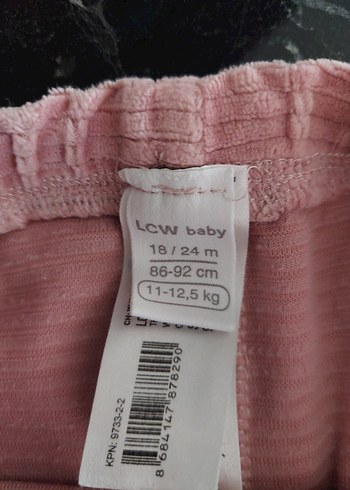 LCW baby
18 / 24 m
86-92 cm
11-12,5 kg
8 684147 878290
KPN: 9733-2-2